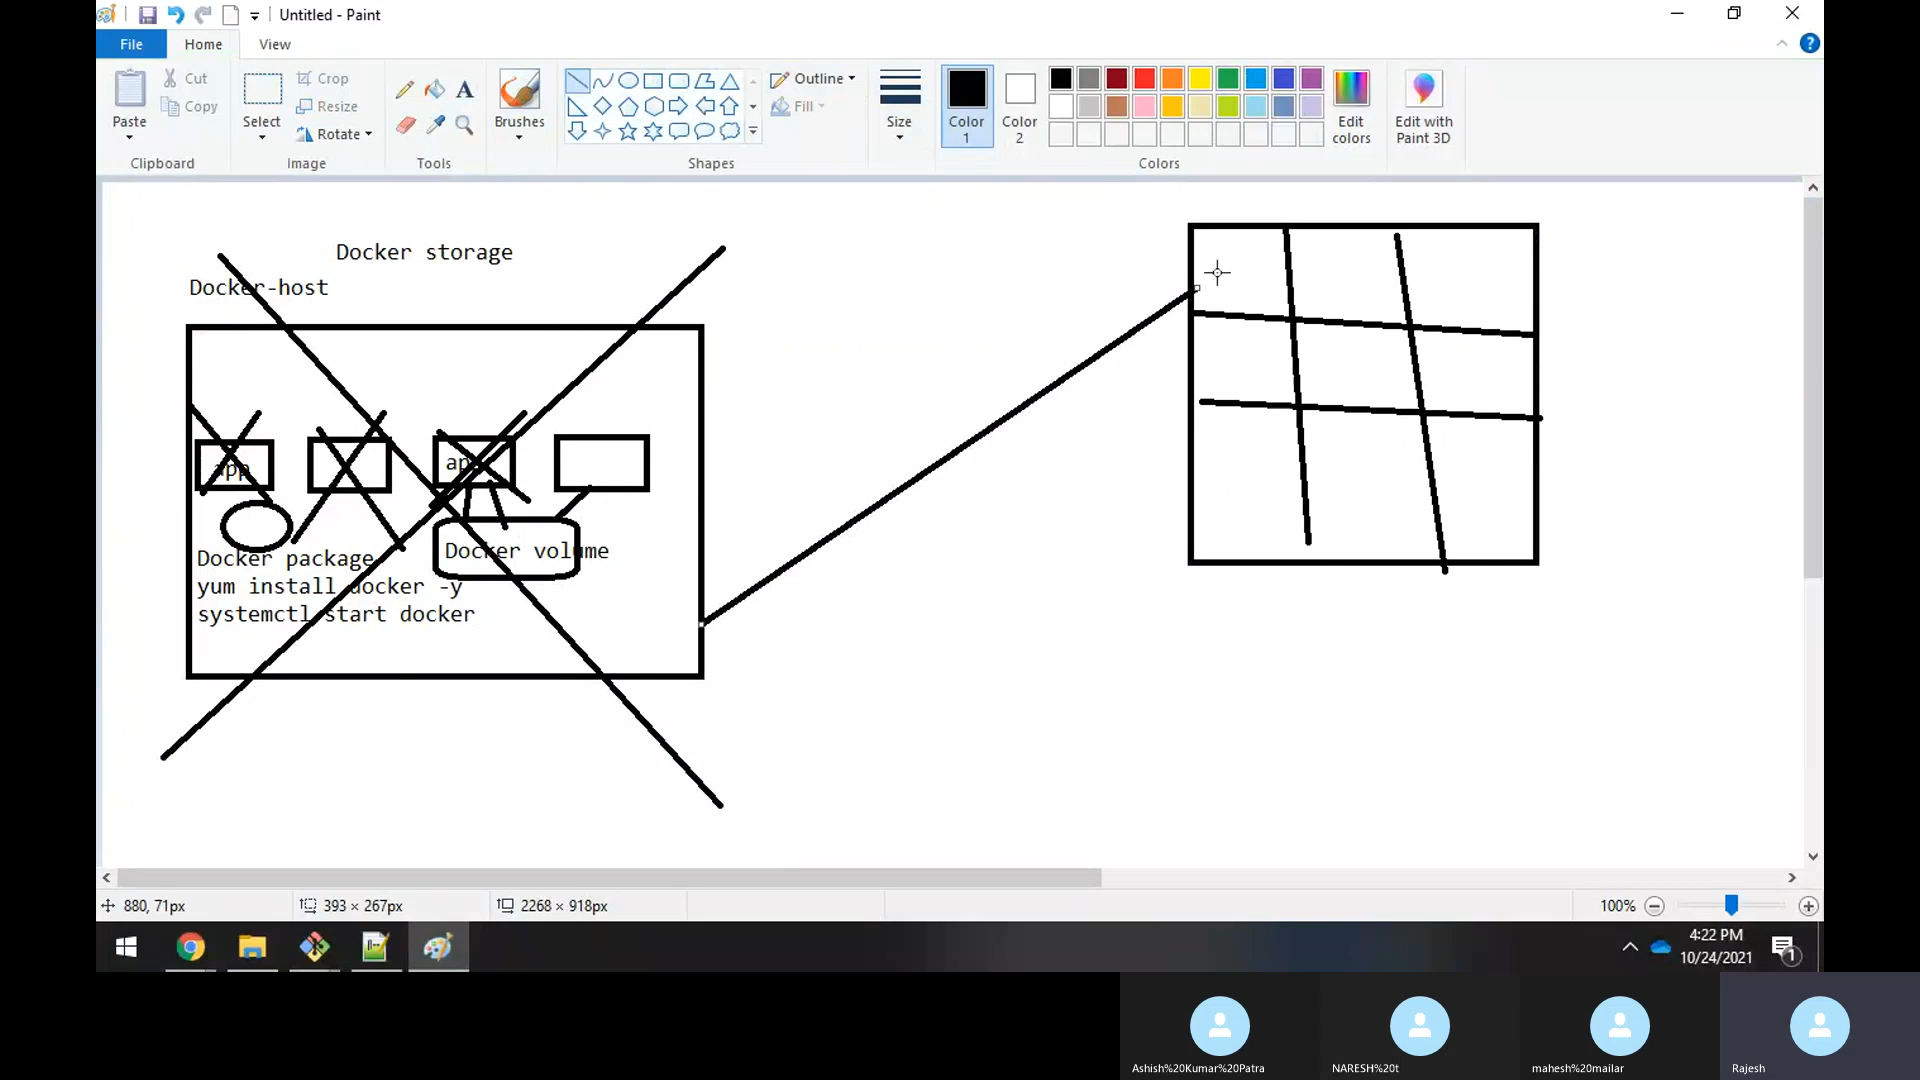 Untitled - Paint
File
Home
View
Paste
Cut
Copy
Clipboard
Select
Crop
Resize
Rotate
Image
Tools
Brushes
Outline
Fill
Shapes
Size
Color
1
Color
2
Edit
colors
Edit with
Paint 3D
Colors
Docker storage
Docker-host
app
app
Docker volume
Docker package
yum install docker -y
systemctl start docker
880, 71px
393 × 267px
2268 × 918px
100%
4:22 PM
10/24/2021
1
Ashish%20Kumar%20Patra
NARESH%20t
mahesh%20mailar
Rajesh